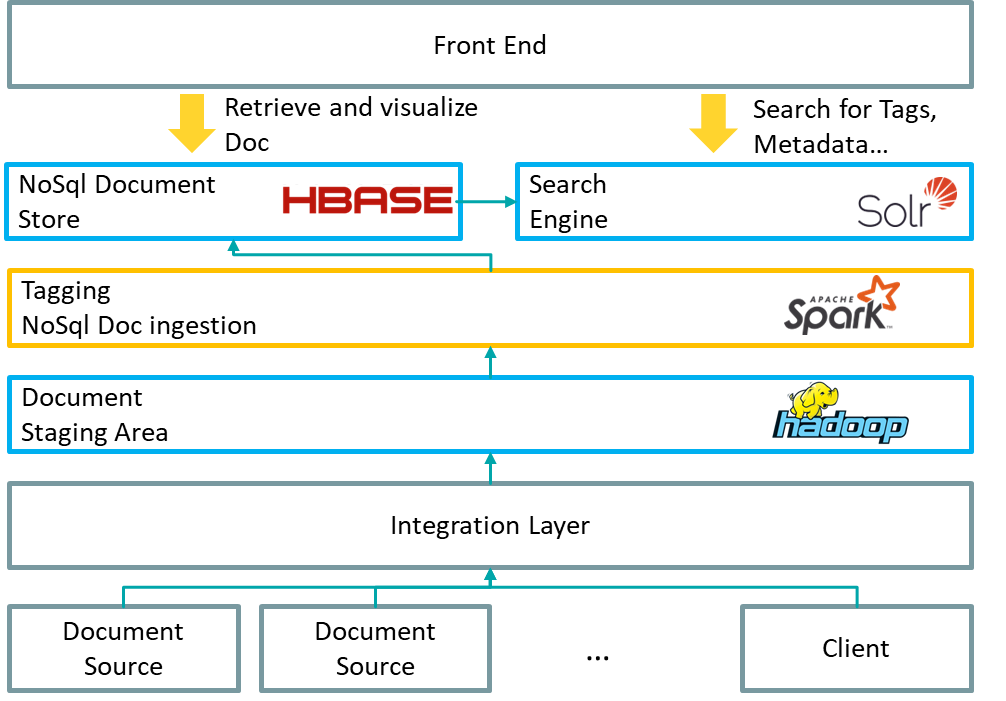 Front End
Retrieve and visualize
Doc
Search for Tags,
Metadata...
NoSql Document
Store
HBASE
Search
Engine
Solr
Tagging
NoSql Doc ingestion
APACHE
Spark™
Document
Staging Area
hadoop
Integration Layer
Document
Source
Document
Source
...
Client